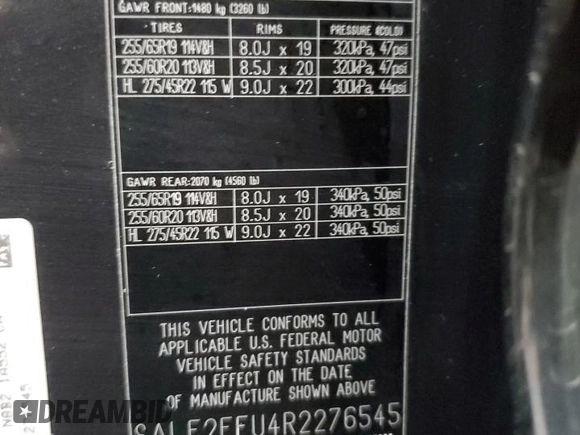 GAWR FRONT:1480 kg (3260 lb)
TIRES RIMS PRESSURE (COLD)
255/65R19 114V&H 8.0J x 19 320kPa, 47psi
255/60R20 113V&H 8.5J x 20 320kPa, 47psi
HL 275/45R22 115 W 9.0J x 22 300kPa, 44psi
GAWR REAR:2070 kg (4560 lb)
255/65R19 114V&H 8.0J x 19 340kPa, 50psi
255/60R20 113V&H 8.5J x 20 340kPa, 50psi
HL 275/45R22 115 W 9.0J x 22 340kPa, 50psi
THIS VEHICLE CONFORMS TO ALL
APPLICABLE U.S. FEDERAL MOTOR
VEHICLE SAFETY STANDARDS
IN EFFECT ON THE DATE
OF MANUFACTURE SHOWN ABOVE
SALE2FEU4R2276545